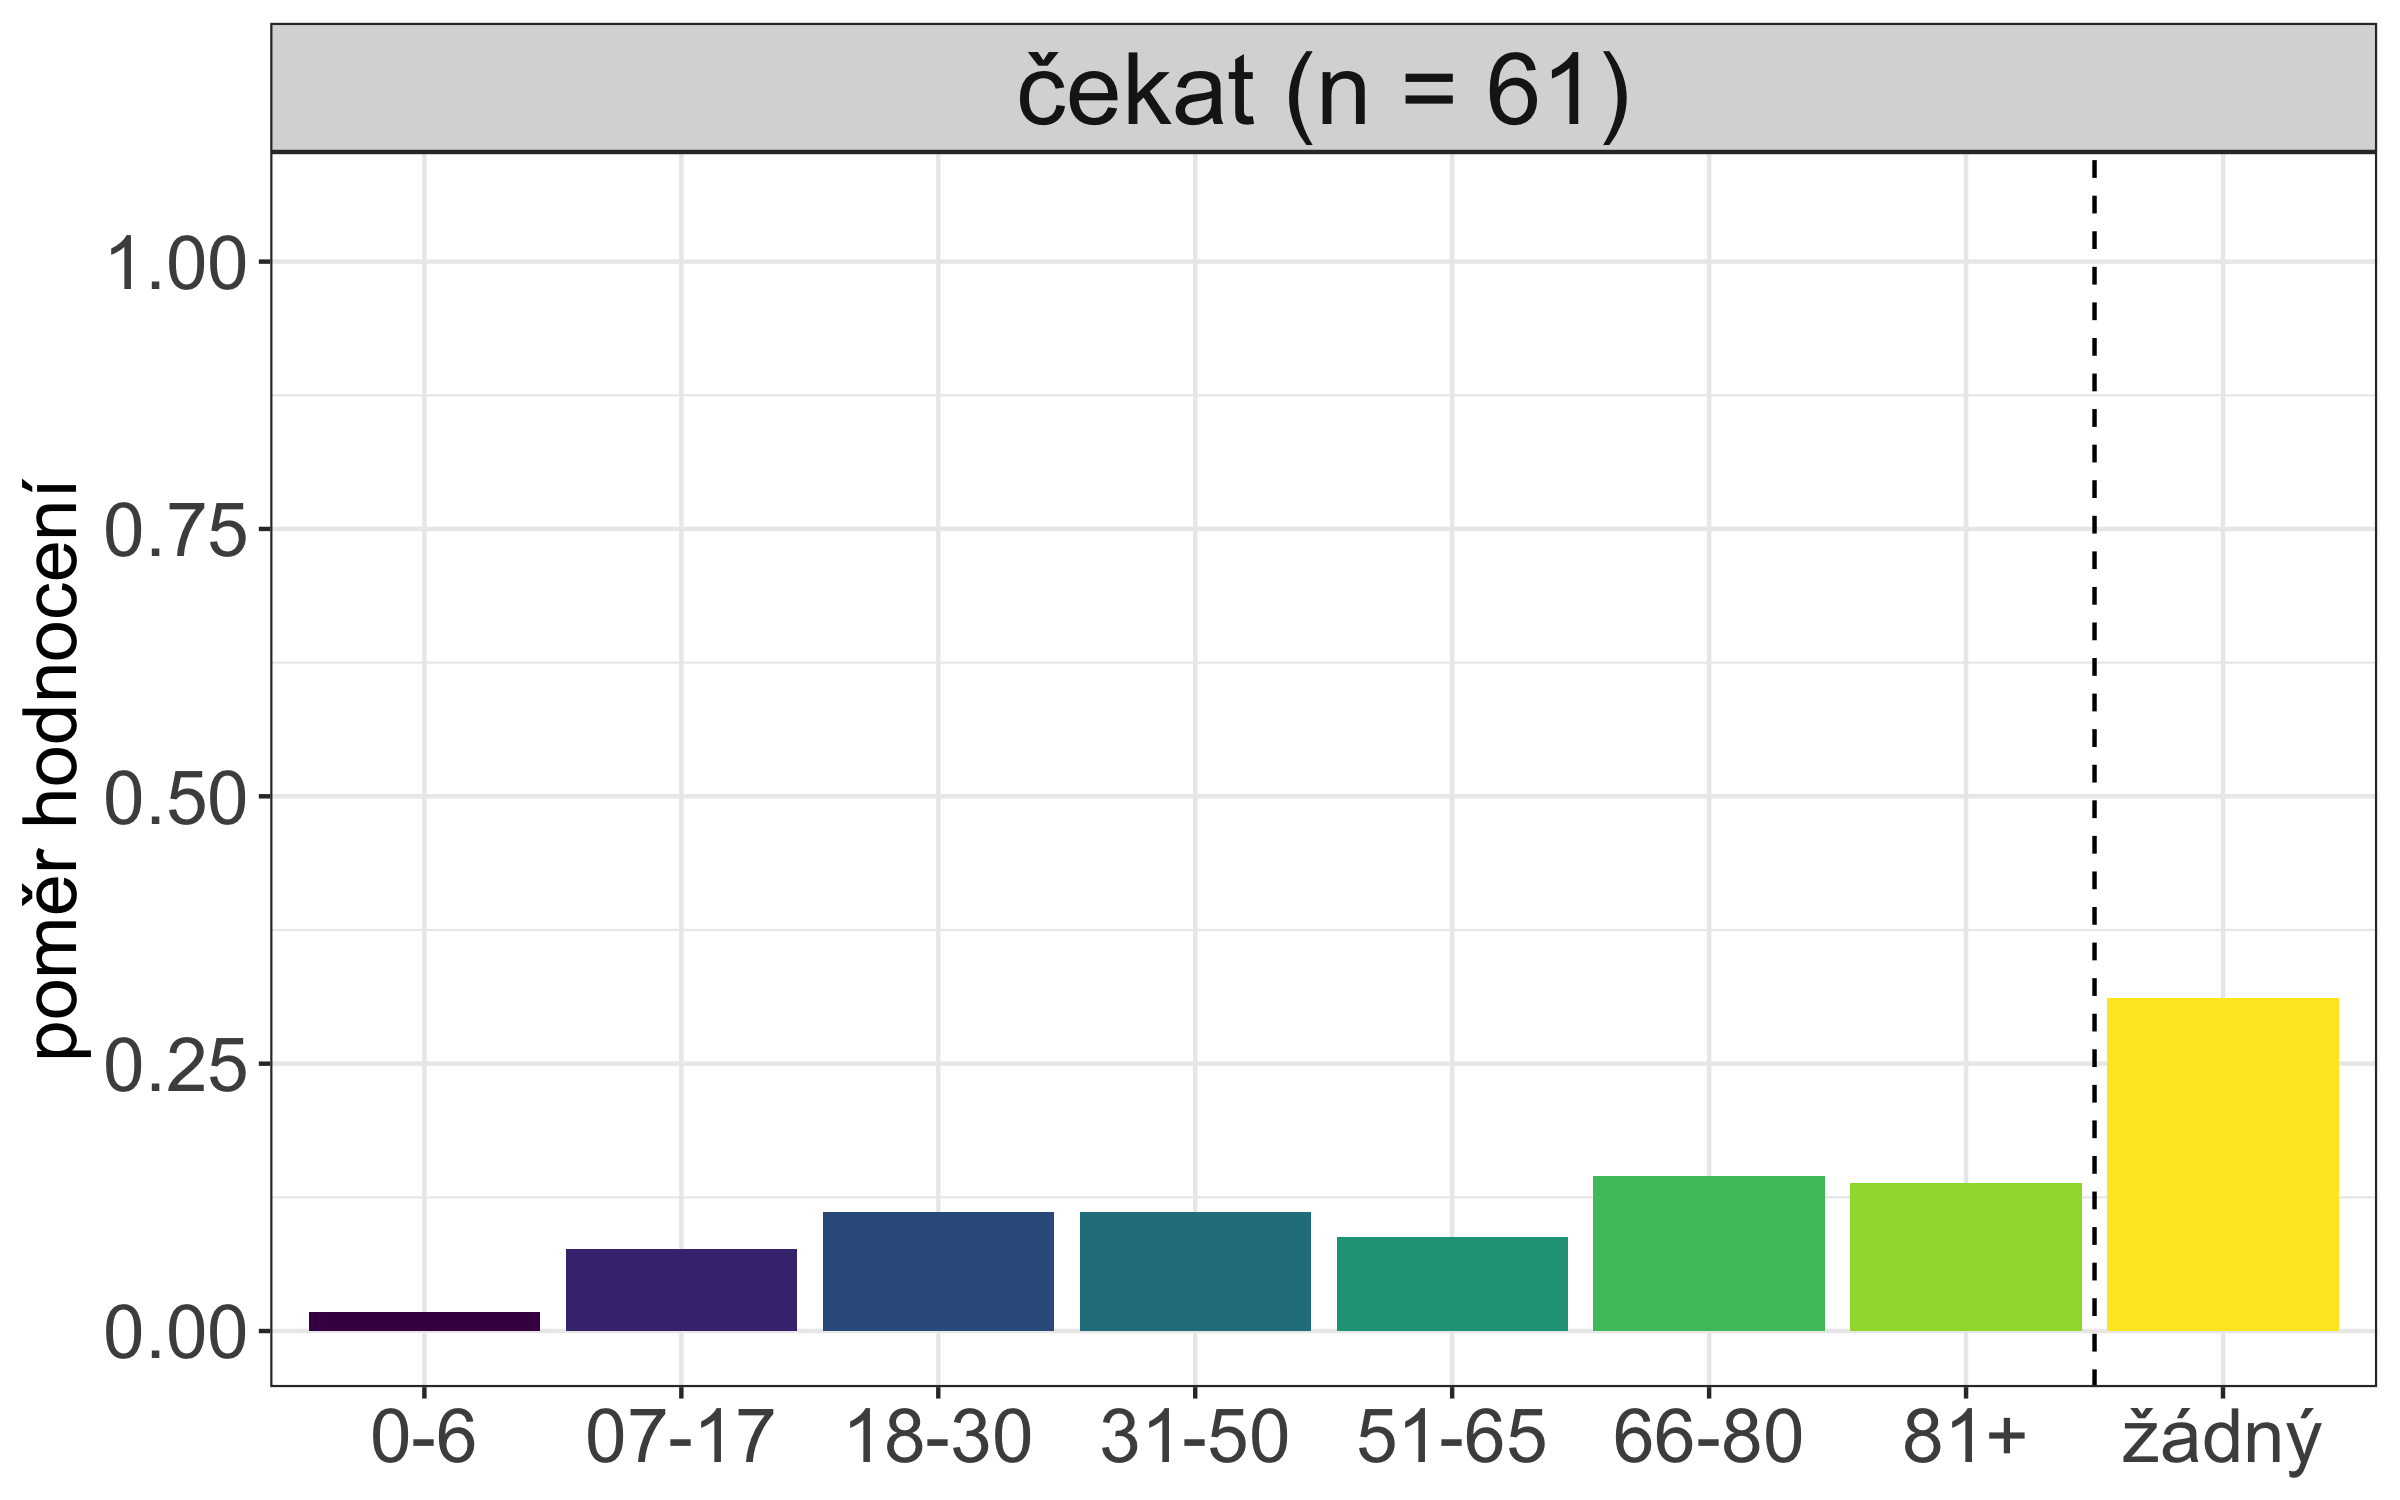 čekat (n = 61)
poměr hodnocení
1.00
0.75
0.50
0.25
0.00
0-6 07-17 18-30 31-50 51-65 66-80 81+ žádný